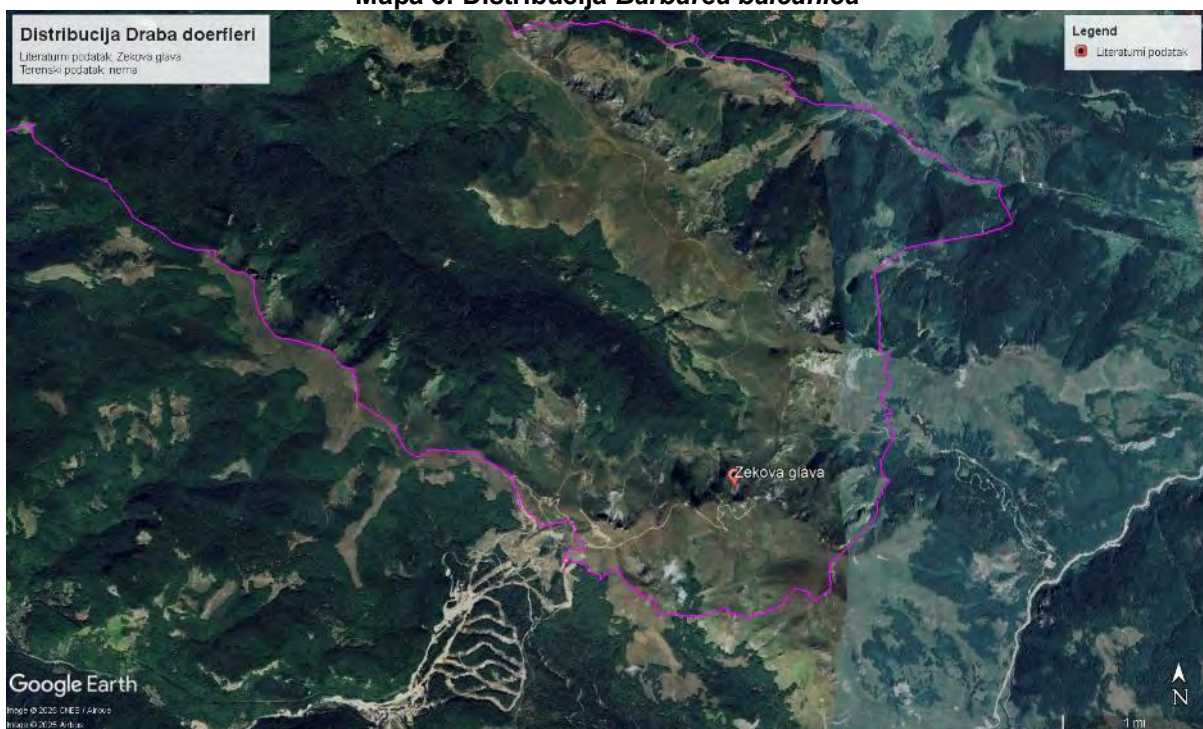 Mapa 3. Distribucija Barbarea balcanica
Distribucija Draba doerfleri
Literaturni podatak: Zekova glava
Terenski podatak: nema
Legend
Literaturni podatak
Zekova glava
Google Earth
Image © 2025 CNES / Airbus
Image © 2025 Airbus
N
1 mi